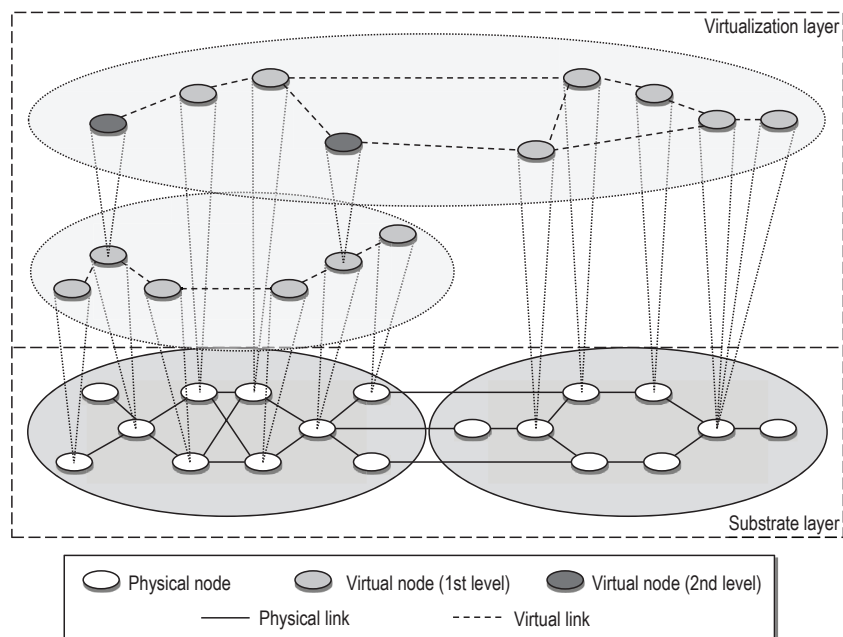 Virtualization layer
Substrate layer
Physical node
Virtual node (1st level)
Virtual node (2nd level)
Physical link
Virtual link